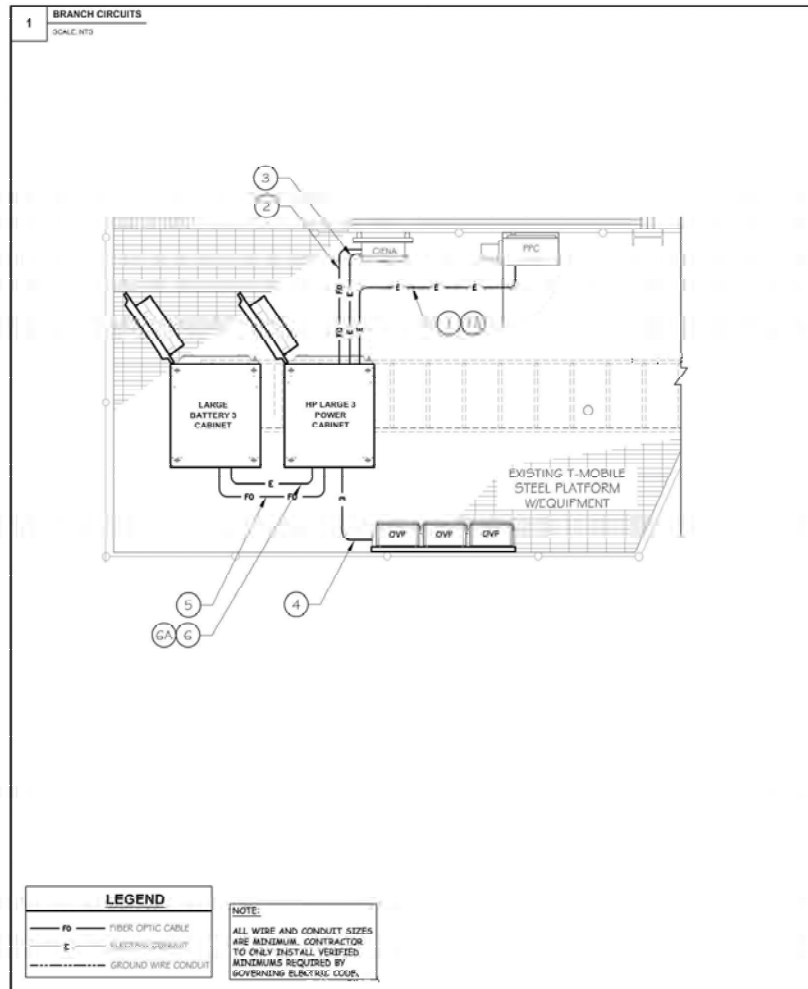 1
BRANCH CIRCUITS
SCALE: NTS
3
2
CIENA
PPC
FO
E
E
E
E
FO
E
1
1A
LARGE
BATTERY 3
CABINET
HP LARGE 3
POWER
CABINET
EXISTING T-MOBILE
STEEL PLATFORM
W/EQUIPMENT
E
FO
FO
OVP
OVP
OVP
5
4
6A
6
LEGEND
FO FIBER OPTIC CABLE
E ELECTRIC CONDUIT
GROUND WIRE CONDUIT
NOTE:
ALL WIRE AND CONDUIT SIZES
ARE MINIMUM. CONTRACTOR
TO ONLY INSTALL VERIFIED
MINIMUMS REQUIRED BY
GOVERNING ELECTRIC CODE.